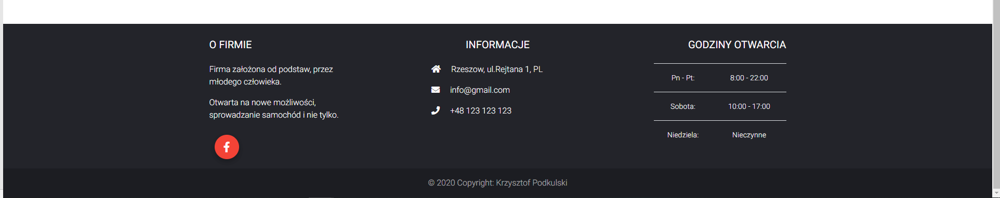 O FIRMIE
Firma założona od podstaw, przez
młodego człowieka.
Otwarta na nowe możliwości,
sprowadzanie samochód i nie tylko.
INFORMACJE
Rzeszow, ul.Rejtana 1, PL
info@gmail.com
+48 123 123 123
GODZINY OTWARCIA
Pn - Pt: 8:00 - 22:00
Sobota: 10:00 - 17:00
Niedziela: Nieczynne
© 2020 Copyright: Krzysztof Podkulski